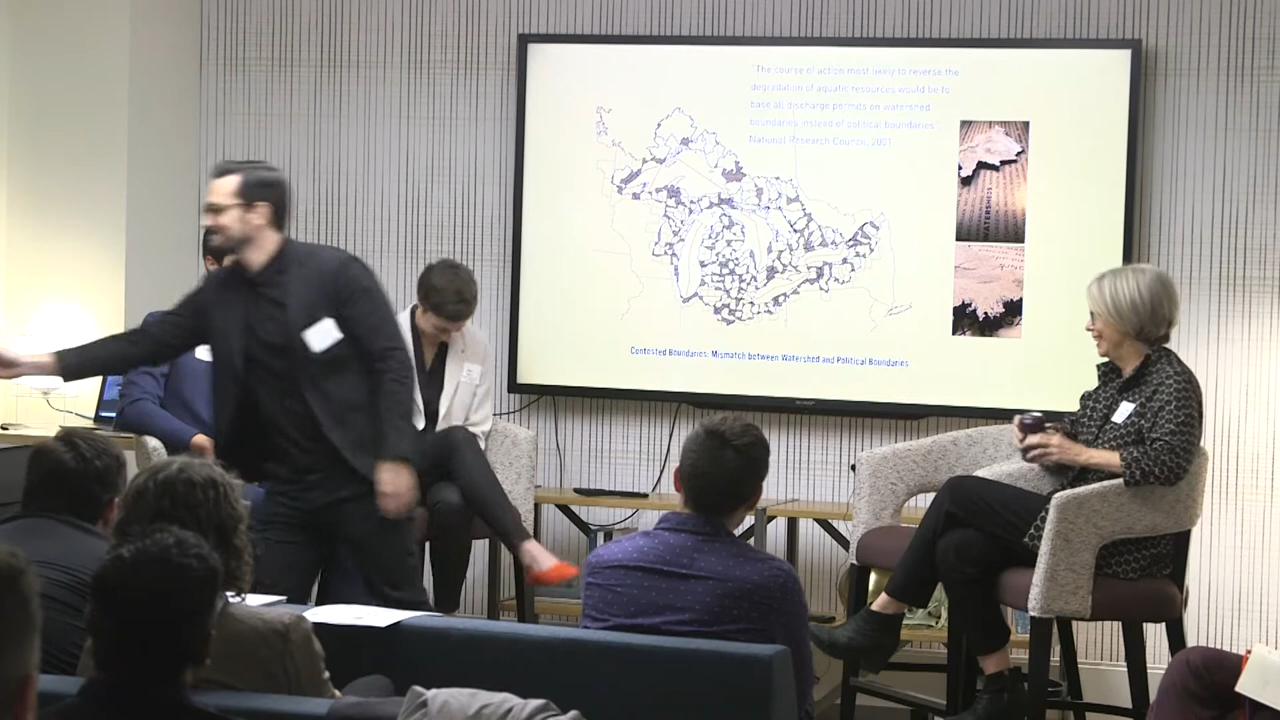 "The course of action most likely to reverse the
degradation of aquatic resources would be to
base all discharge permits on watershed
boundaries instead of political boundaries."
National Research Council, 2001
WATERSHEDS
Contested Boundaries: Mismatch between Watershed and Political Boundaries
SHARP